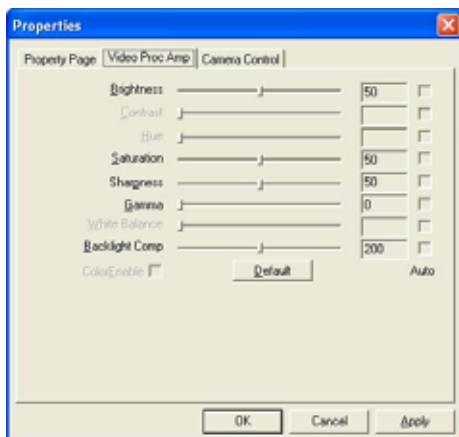 Properties
Property Page Video Proc Amp Camera Control
Brightness 50
Contrast
Hue
Saturation 50
Sharpness 50
Gamma 0
White Balance
Backlight Comp 200
ColorEnable Default Auto
OK Cancel Apply